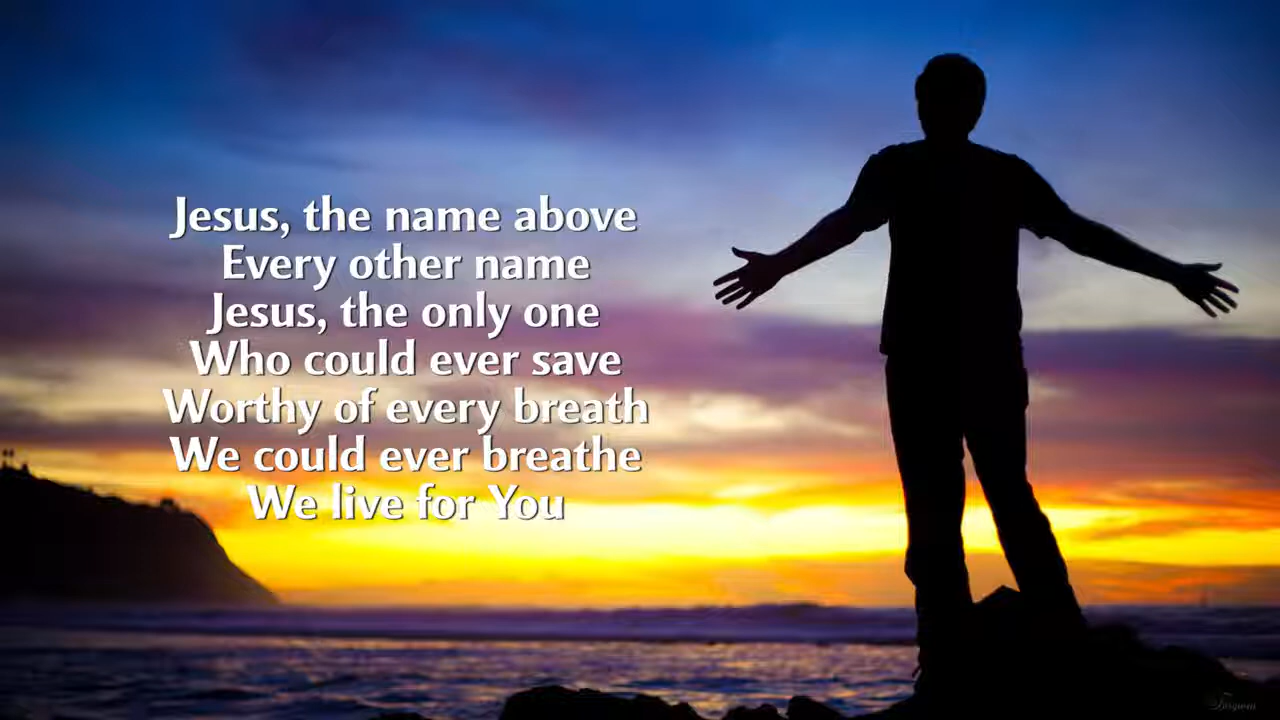 Jesus, the name above
Every other name
Jesus, the only one
Who could ever save
Worthy of every breath
We could ever breathe
We live for You